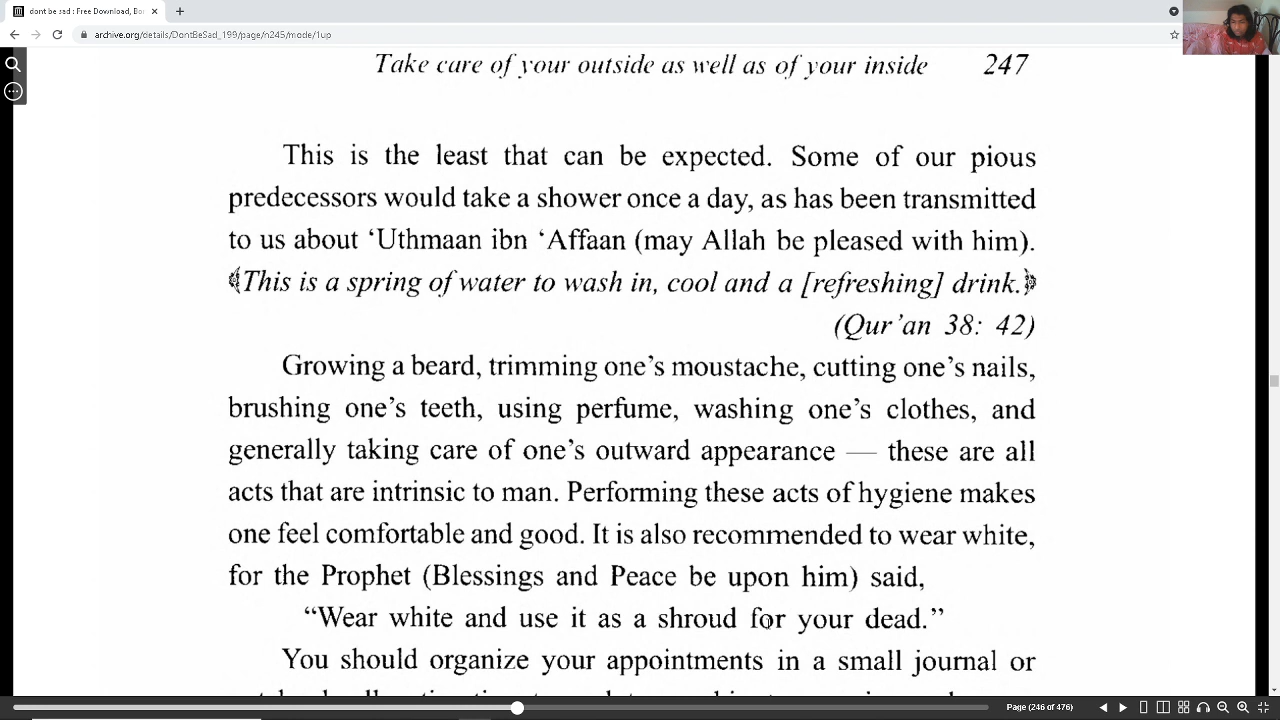 dont be sad : Free Download, Bo
archive.org/details/DontBeSad_199/page/n245/mode/1up
Take care of your outside as well as of your inside 247
This is the least that can be expected. Some of our pious
predecessors would take a shower once a day, as has been transmitted
to us about ‘Uthmaan ibn ‘Affaan (may Allah be pleased with him).
﴾This is a spring of water to wash in, cool and a [refreshing] drink.﴿
(Qur’an 38: 42)
Growing a beard, trimming one’s moustache, cutting one’s nails,
brushing one’s teeth, using perfume, washing one’s clothes, and
generally taking care of one’s outward appearance — these are all
acts that are intrinsic to man. Performing these acts of hygiene makes
one feel comfortable and good. It is also recommended to wear white,
for the Prophet (Blessings and Peace be upon him) said,
“Wear white and use it as a shroud for your dead.”
You should organize your appointments in a small journal or
Page (246 of 476)